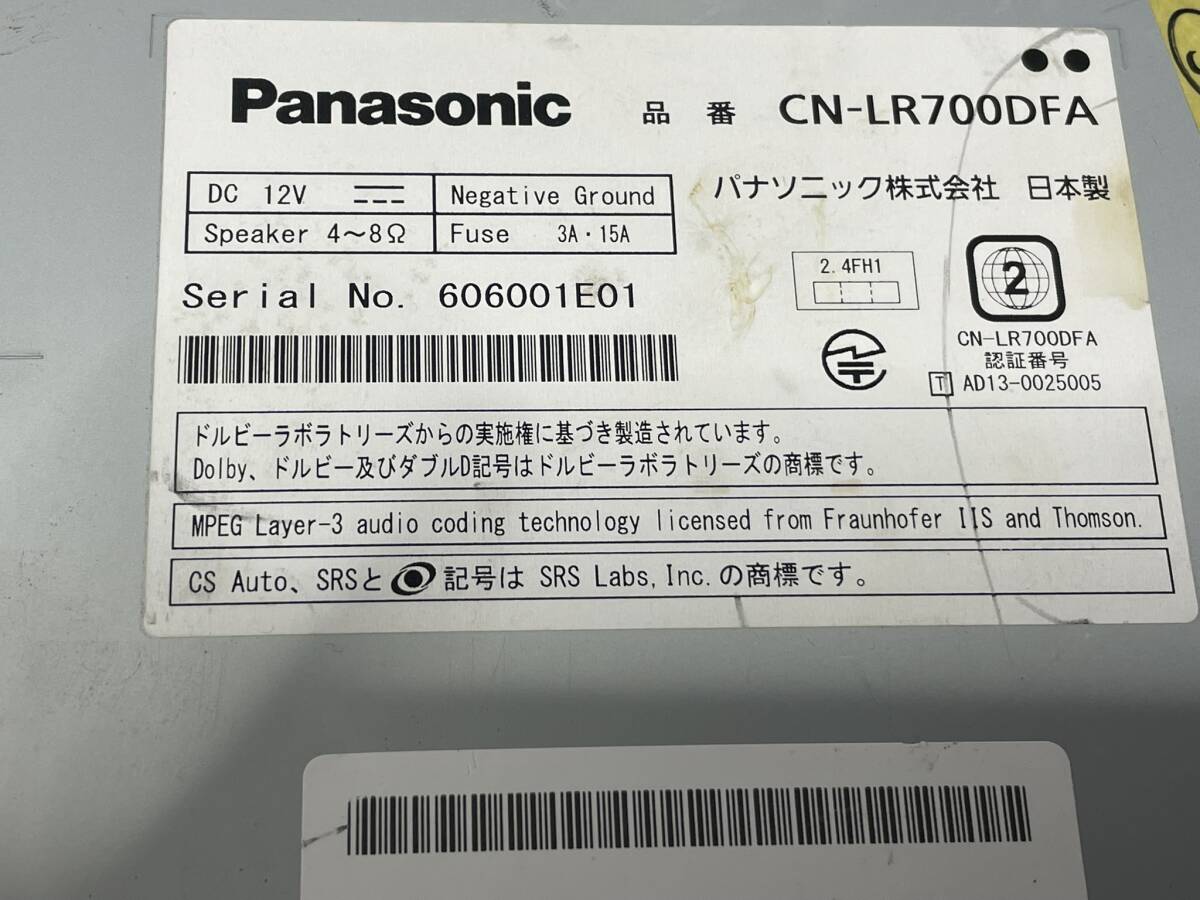 Panasonic 品番 CN-LR700DFA
DC 12V Negative Ground
Speaker 4～8Ω Fuse 3A・15A
パナソニック株式会社 日本製
Serial No. 606001E01
2.4FH1
2
CN-LR700DFA
認証番号
T AD13-0025005
ドルビーラボラトリーズからの実施権に基づき製造されています。
Dolby、ドルビー及びダブルD記号はドルビーラボラトリーズの商標です。
MPEG Layer-3 audio coding technology licensed from Fraunhofer IIS and Thomson.
CS Auto、SRSと 記号は SRS Labs,Inc.の商標です。